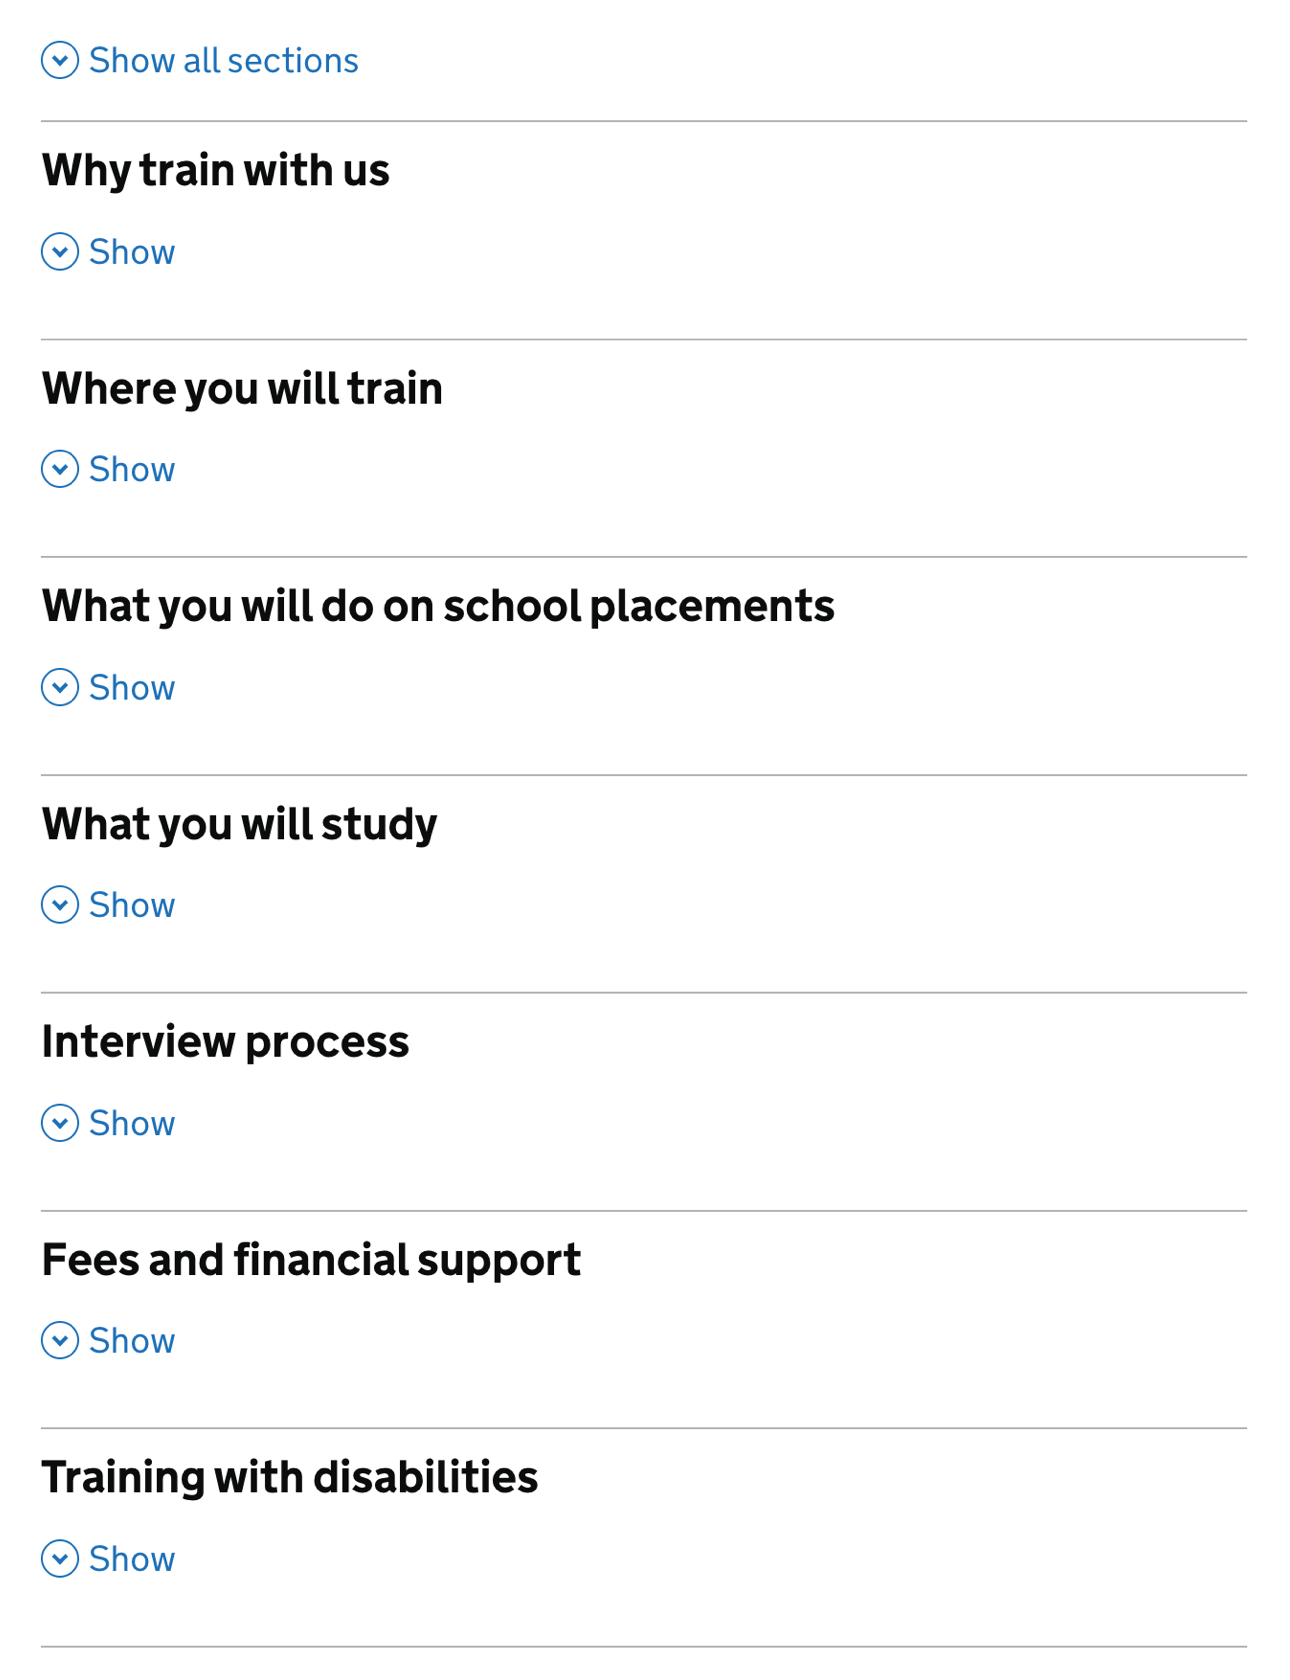 Show all sections
Why train with us
Show
Where you will train
Show
What you will do on school placements
Show
What you will study
Show
Interview process
Show
Fees and financial support
Show
Training with disabilities
Show